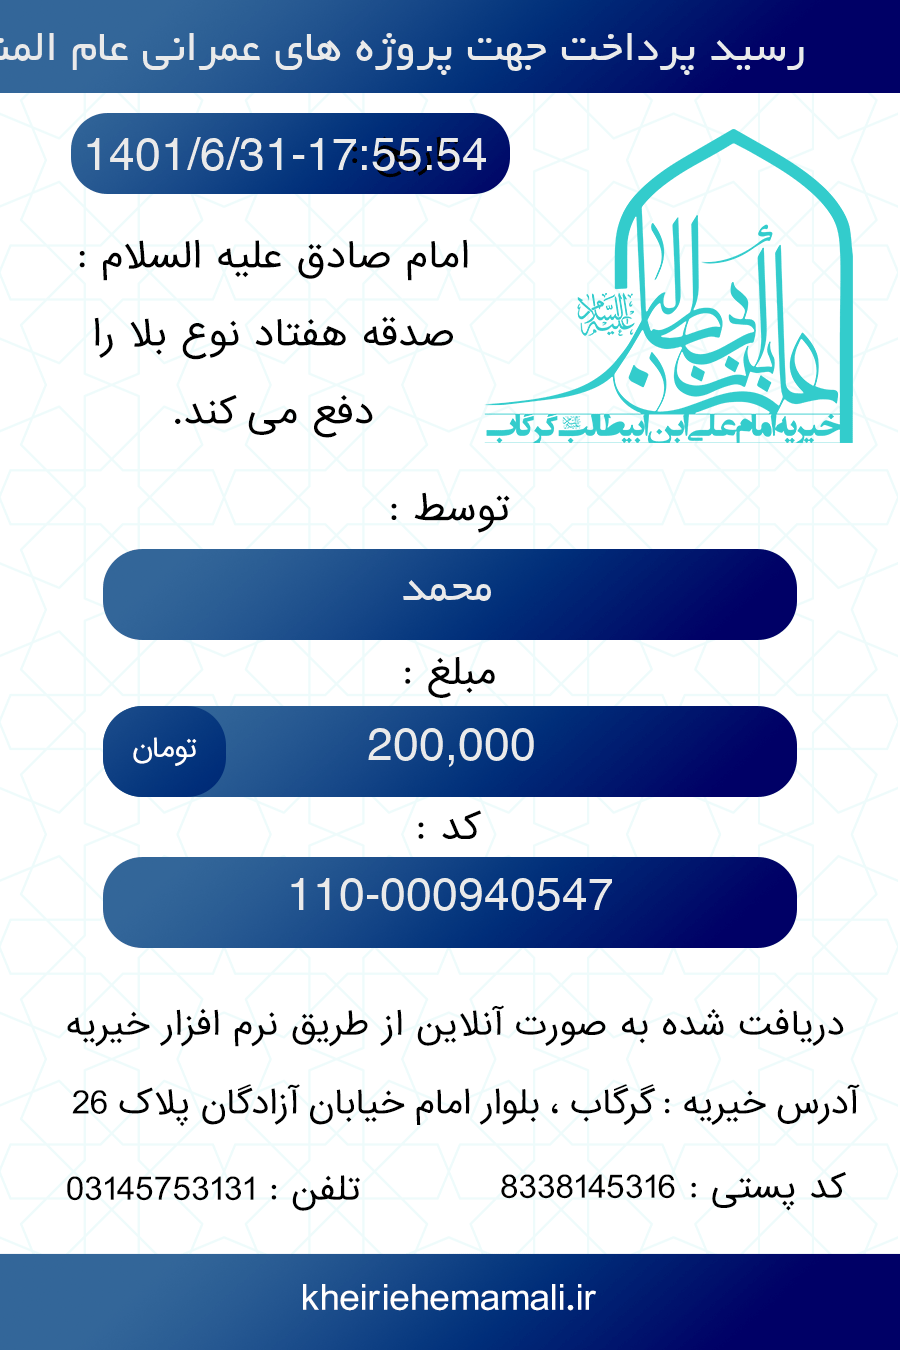 رسید پرداخت جهت پروژه های عمرانی عام
تاریخ :
1401/6/31-17:55:54
امام صادق علیه السلام :
صدقه هفتاد نوع بلا را
دفع می کند.
علیه السلام
علی بن أبی طالب
خیریه امام علی ابن ابیطالب گرگاب
توسط :
محمد
مبلغ :
200,000
تومان
کد :
110-000940547
دریافت شده به صورت آنلاین از طریق نرم افزار خیریه
آدرس خیریه : گرگاب ، بلوار امام خیابان آزادگان پلاک 26
کد پستی : 8338145316
تلفن : 03145753131
kheiriehemamali.ir